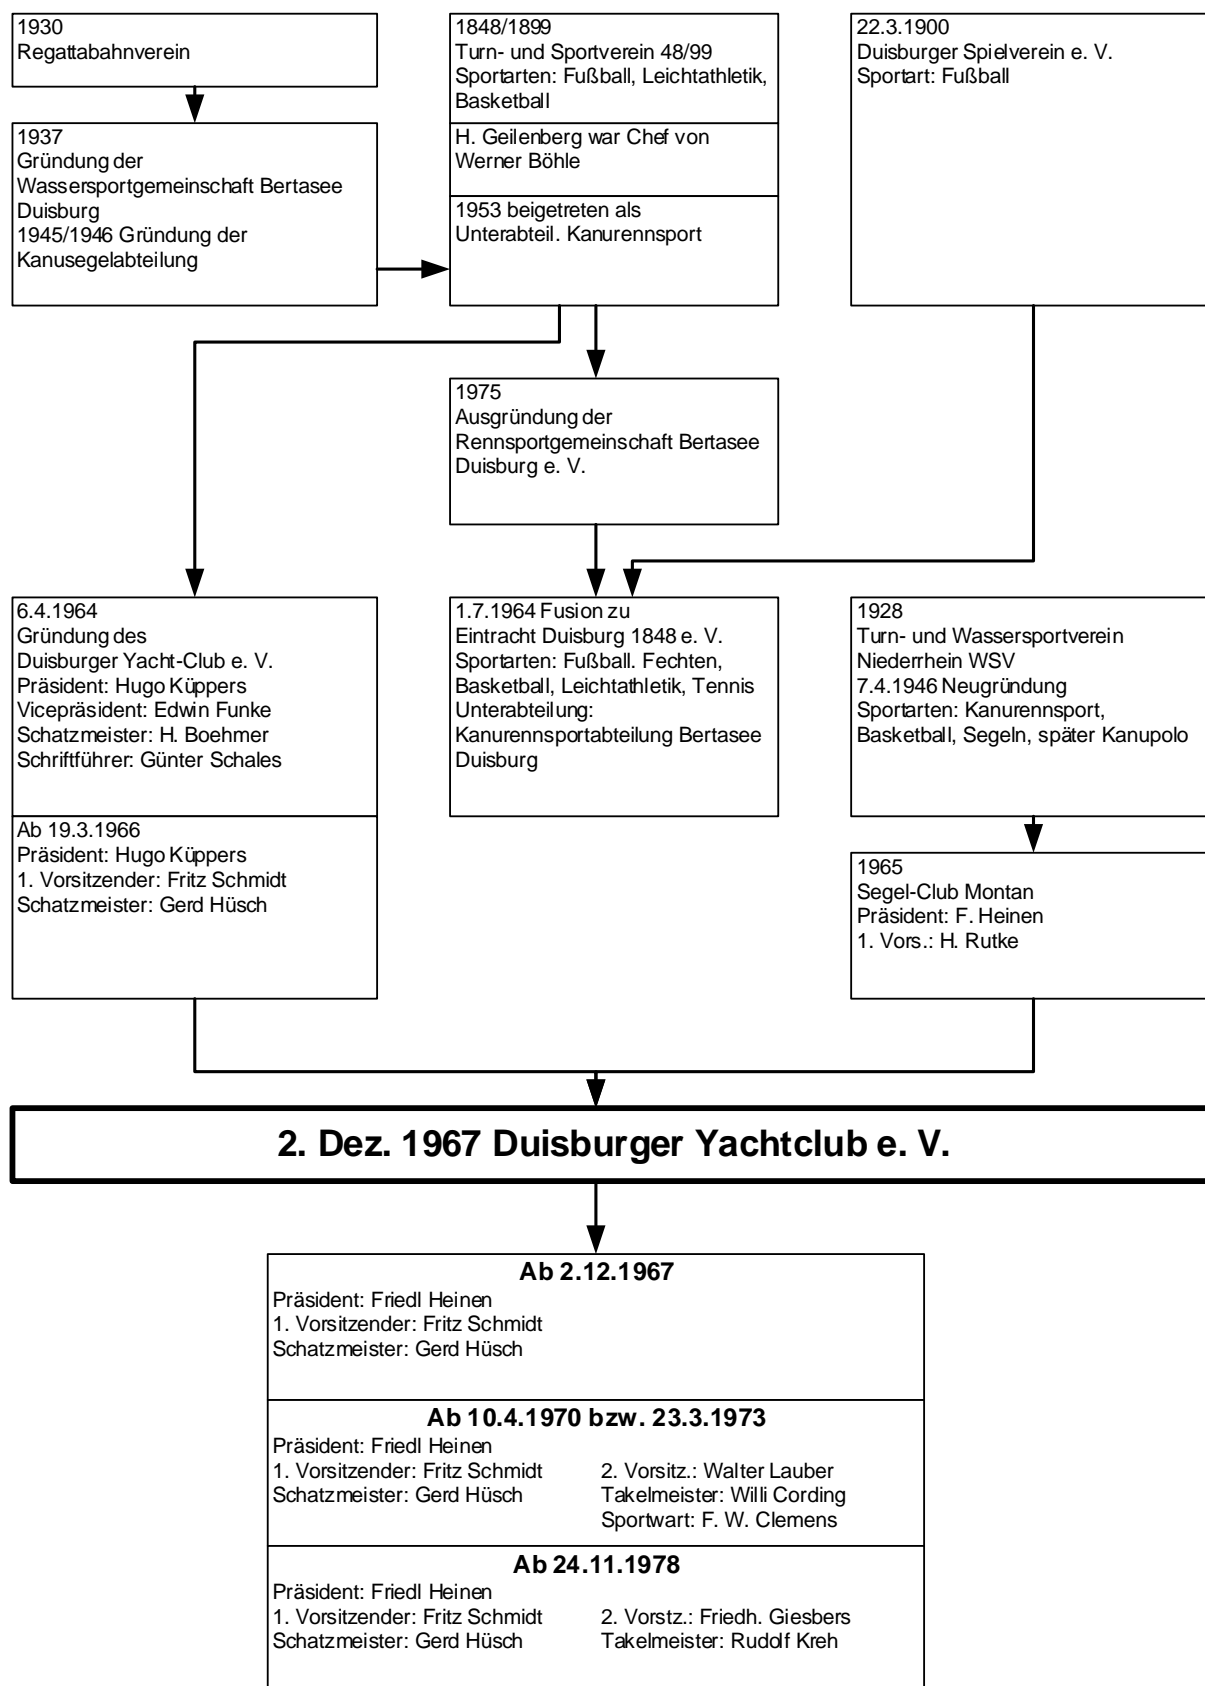 1930
Regattabahnverein
1848/1899
Turn- und Sportverein 48/99
Sportarten: Fußball, Leichtathletik,
Basketball
22.3.1900
Duisburger Spielverein e. V.
Sportart: Fußball
1937
Gründung der
Wassersportgemeinschaft Bertasee
Duisburg
1945/1946 Gründung der
Kanusegelabteilung
H. Geilenberg war Chef von
Werner Böhle
1953 beigetreten als
Unterabteil. Kanurennsport
1975
Ausgründung der
Rennsportgemeinschaft Bertasee
Duisburg e. V.
6.4.1964
Gründung des
Duisburger Yacht-Club e. V.
Präsident: Hugo Küppers
Vicepräsident: Edwin Funke
Schatzmeister: H. Boehmer
Schriftführer: Günter Schales
Ab 19.3.1966
Präsident: Hugo Küppers
1. Vorsitzender: Fritz Schmidt
Schatzmeister: Gerd Hüsch
1.7.1964 Fusion zu
Eintracht Duisburg 1848 e. V.
Sportarten: Fußball. Fechten,
Basketball, Leichtathletik, Tennis
Unterabteilung:
Kanurennsportabteilung Bertasee
Duisburg
1928
Turn- und Wassersportverein
Niederrhein WSV
7.4.1946 Neugründung
Sportarten: Kanurennsport,
Basketball, Segeln, später Kanupolo
1965
Segel-Club Montan
Präsident: F. Heinen
1. Vors.: H. Rutke
2. Dez. 1967 Duisburger Yachtclub e. V.
Ab 2.12.1967
Präsident: Friedl Heinen
1. Vorsitzender: Fritz Schmidt
Schatzmeister: Gerd Hüsch
Ab 10.4.1970 bzw. 23.3.1973
Präsident: Friedl Heinen
1. Vorsitzender: Fritz Schmidt 2. Vorsitz.: Walter Lauber
Schatzmeister: Gerd Hüsch Takelmeister: Willi Cording
Sportwart: F. W. Clemens
Ab 24.11.1978
Präsident: Friedl Heinen
1. Vorsitzender: Fritz Schmidt 2. Vorstz.: Friedh. Giesbers
Schatzmeister: Gerd Hüsch Takelmeister: Rudolf Kreh